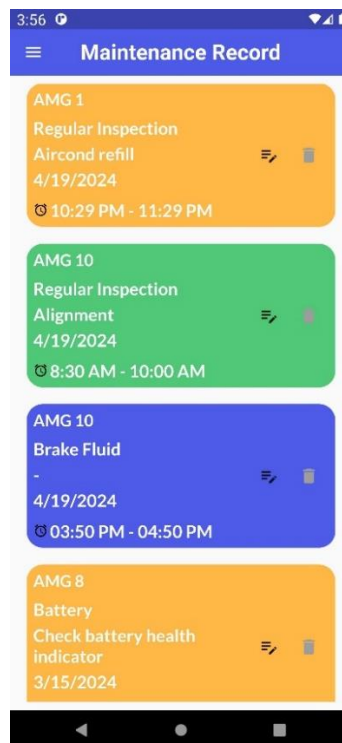 3:56
Maintenance Record
AMG 1
Regular Inspection
Aircond refill
4/19/2024
10:29 PM - 11:29 PM
AMG 10
Regular Inspection
Alignment
4/19/2024
8:30 AM - 10:00 AM
AMG 10
Brake Fluid
-
4/19/2024
03:50 PM - 04:50 PM
AMG 8
Battery
Check battery health
indicator
3/15/2024